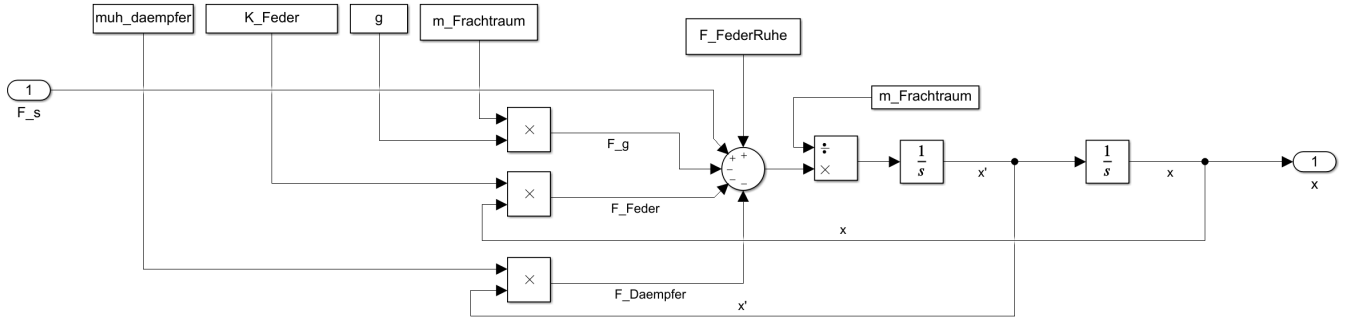 muh_daempfer
K_Feder
g
m_Frachtraum
F_FederRuhe
m_Frachtraum
1
F_s
×
F_g
+ +
−
− −
÷
×
1
s
x'
1
s
x
1
x
×
F_Feder
x
×
F_Daempfer
x'